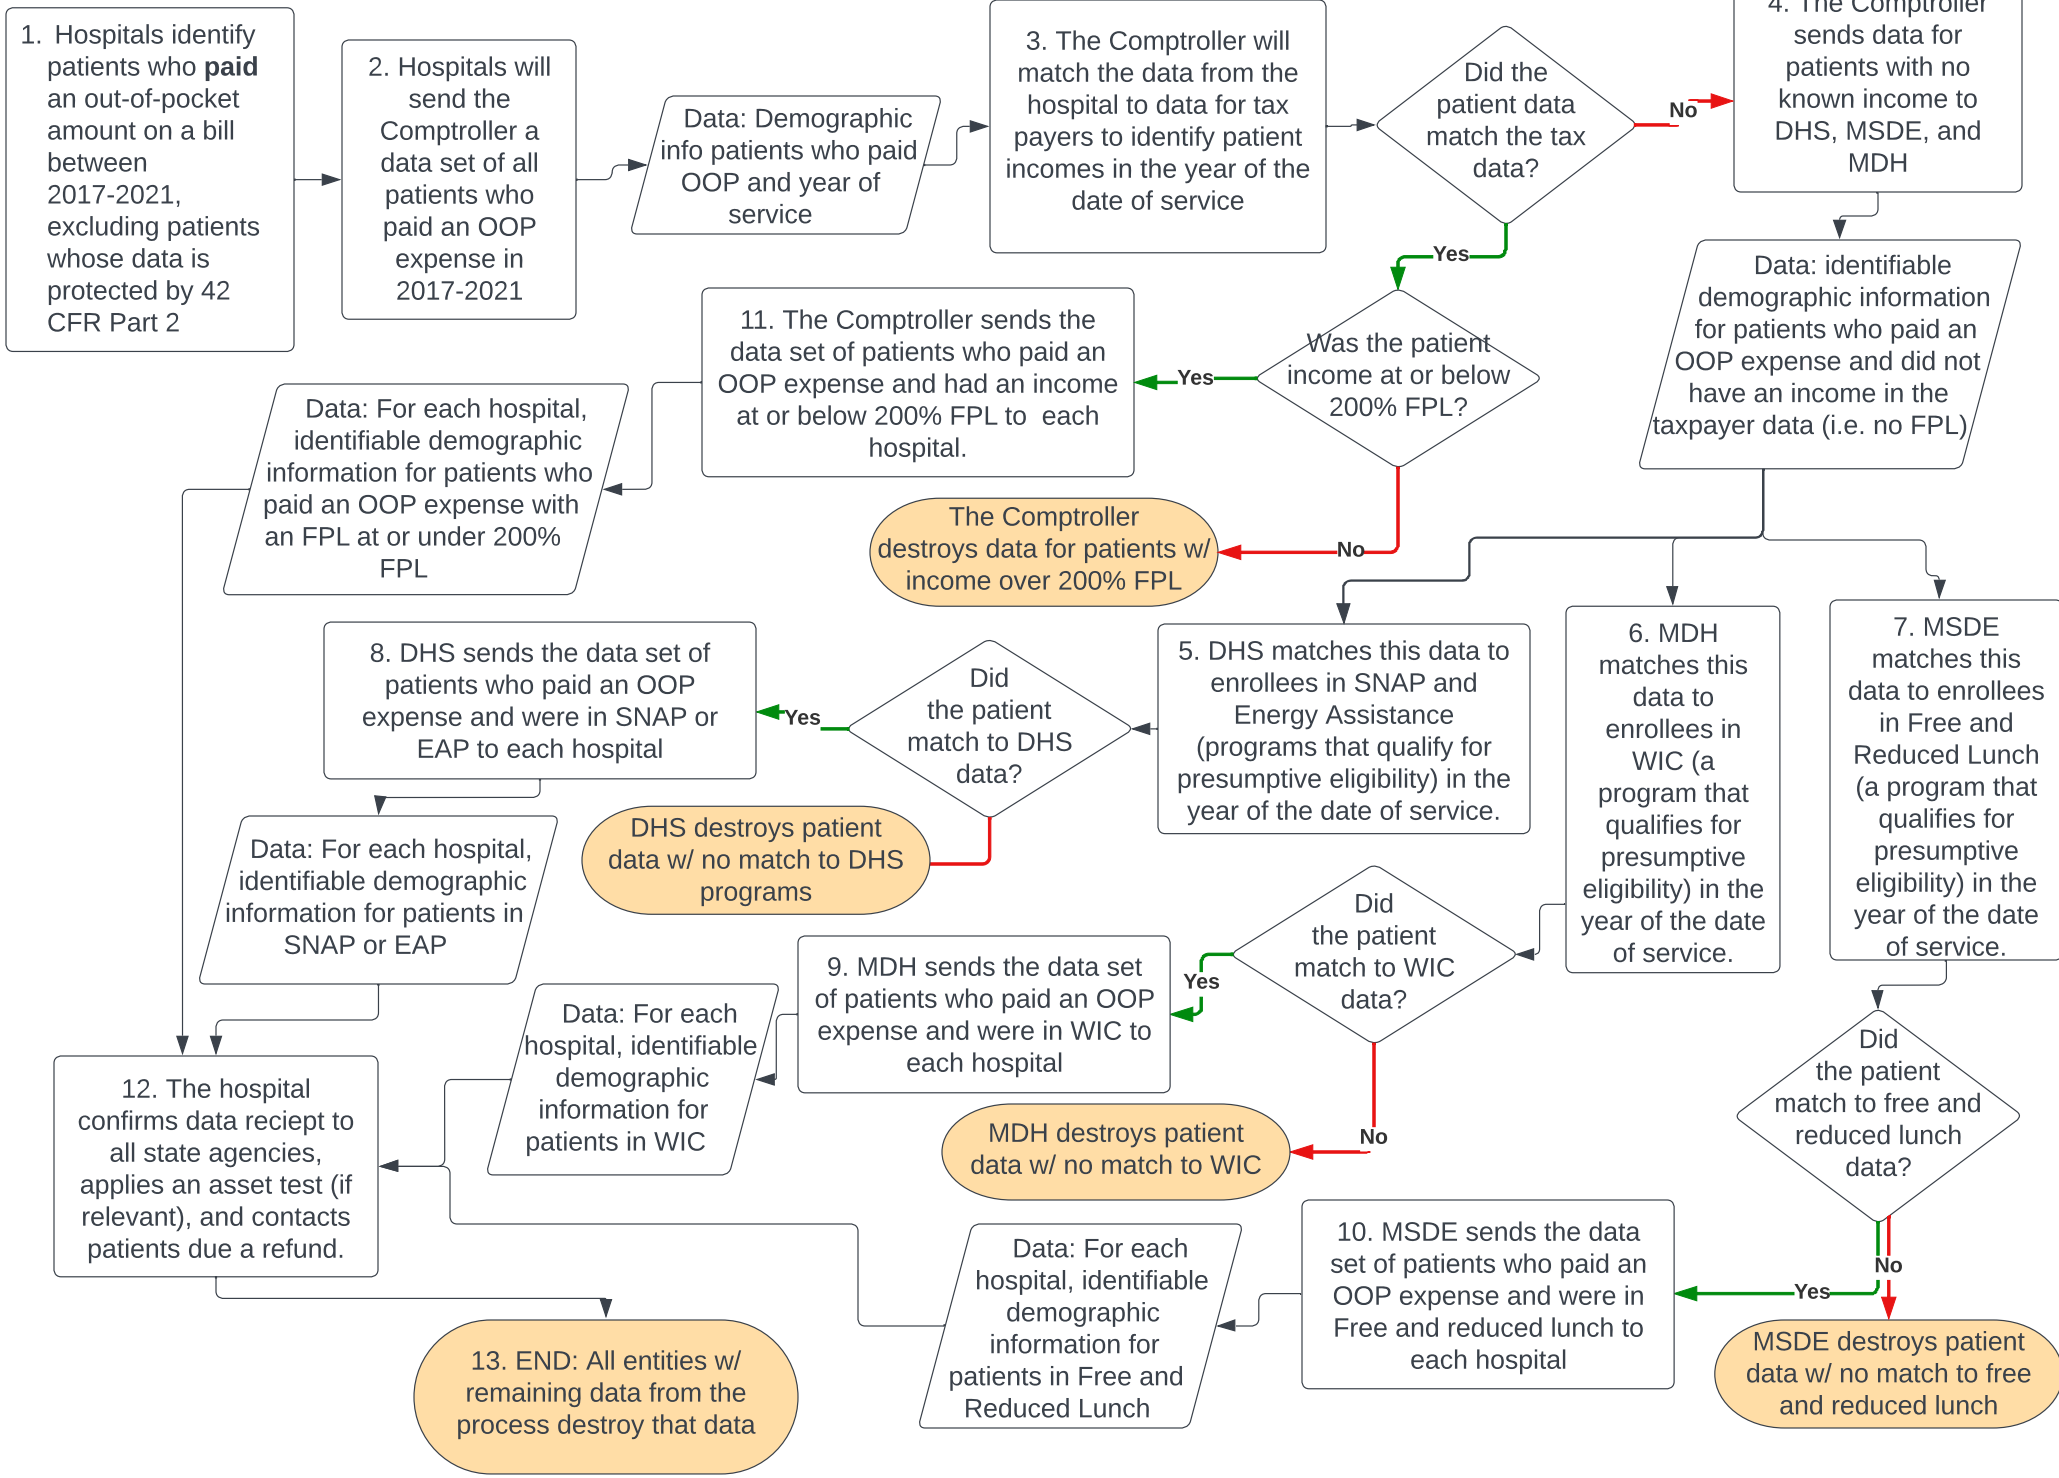 1. Hospitals identify
patients who paid
an out-of-pocket
amount on a bill
between
2017-2021,
excluding patients
whose data is
protected by 42
CFR Part 2
2. Hospitals will
send the
Comptroller a
data set of all
patients who
paid an OOP
expense in
2017-2021
Data: Demographic
info patients who paid
OOP and year of
service
3. The Comptroller will
match the data from the
hospital to data for tax
payers to identify patient
incomes in the year of the
date of service
Did the
patient data
match the tax
data?
No
4. The Comptroller
sends data for
patients with no
known income to
DHS, MSDE, and
MDH
Yes
Data: identifiable
demographic information
for patients who paid an
OOP expense and did not
have an income in the
taxpayer data (i.e. no FPL)
Was the patient
income at or below
200% FPL?
Yes
11. The Comptroller sends the
data set of patients who paid an
OOP expense and had an income
at or below 200% FPL to each
hospital.
Data: For each hospital,
identifiable demographic
information for patients who
paid an OOP expense with
an FPL at or under 200%
FPL
No
The Comptroller
destroys data for patients w/
income over 200% FPL
5. DHS matches this data to
enrollees in SNAP and
Energy Assistance
(programs that qualify for
presumptive eligibility) in the
year of the date of service.
6. MDH
matches this
data to
enrollees in
WIC (a
program that
qualifies for
presumptive
eligibility) in the
year of the date
of service.
7. MSDE
matches this
data to enrollees
in Free and
Reduced Lunch
(a program that
qualifies for
presumptive
eligibility) in the
year of the date
of service.
Did
the patient
match to DHS
data?
Yes
8. DHS sends the data set of
patients who paid an OOP
expense and were in SNAP or
EAP to each hospital
DHS destroys patient
data w/ no match to DHS
programs
Data: For each hospital,
identifiable demographic
information for patients in
SNAP or EAP
Did
the patient
match to WIC
data?
Yes
9. MDH sends the data set
of patients who paid an OOP
expense and were in WIC to
each hospital
Data: For each
hospital, identifiable
demographic
information for
patients in WIC
No
MDH destroys patient
data w/ no match to WIC
Did
the patient
match to free and
reduced lunch
data?
No
Yes
10. MSDE sends the data
set of patients who paid an
OOP expense and were in
Free and reduced lunch to
each hospital
MSDE destroys patient
data w/ no match to free
and reduced lunch
Data: For each
hospital, identifiable
demographic
information for
patients in Free and
Reduced Lunch
12. The hospital
confirms data reciept to
all state agencies,
applies an asset test (if
relevant), and contacts
patients due a refund.
13. END: All entities w/
remaining data from the
process destroy that data